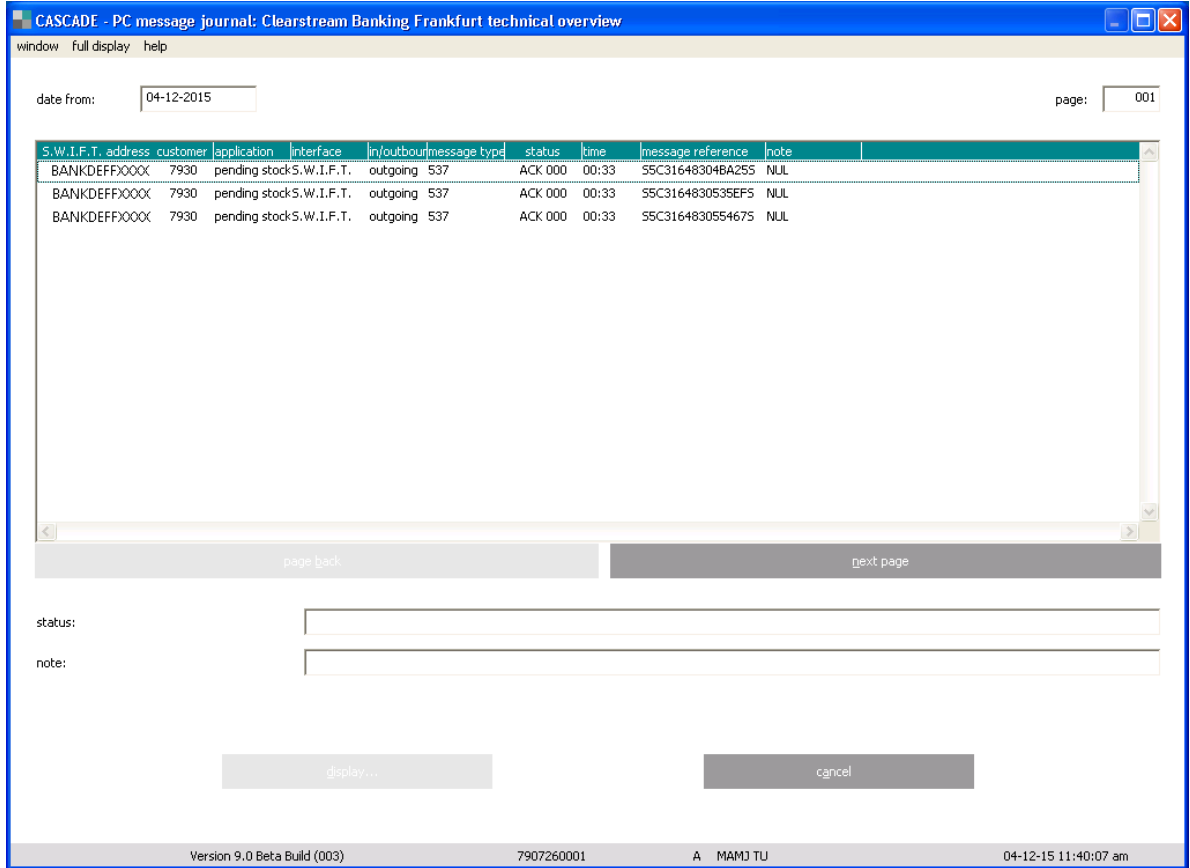 CASCADE - PC message journal: Clearstream Banking Frankfurt technical overview
window full display help
date from: 04-12-2015 page: 001
S.W.I.F.T. address customer application interface in/outbour message type status time message reference note
BANKDEFFXXXX 7930 pending stock S.W.I.F.T. outgoing 537 ACK 000 00:33 S5C31648304BA25S NUL
BANKDEFFXXXX 7930 pending stock S.W.I.F.T. outgoing 537 ACK 000 00:33 S5C3164830535EFS NUL
BANKDEFFXXXX 7930 pending stock S.W.I.F.T. outgoing 537 ACK 000 00:33 S5C316483055467S NUL
page back next page
status:
note:
display... cancel
Version 9.0 Beta Build (003) 7907260001 A MAMJ TU 04-12-15 11:40:07 am